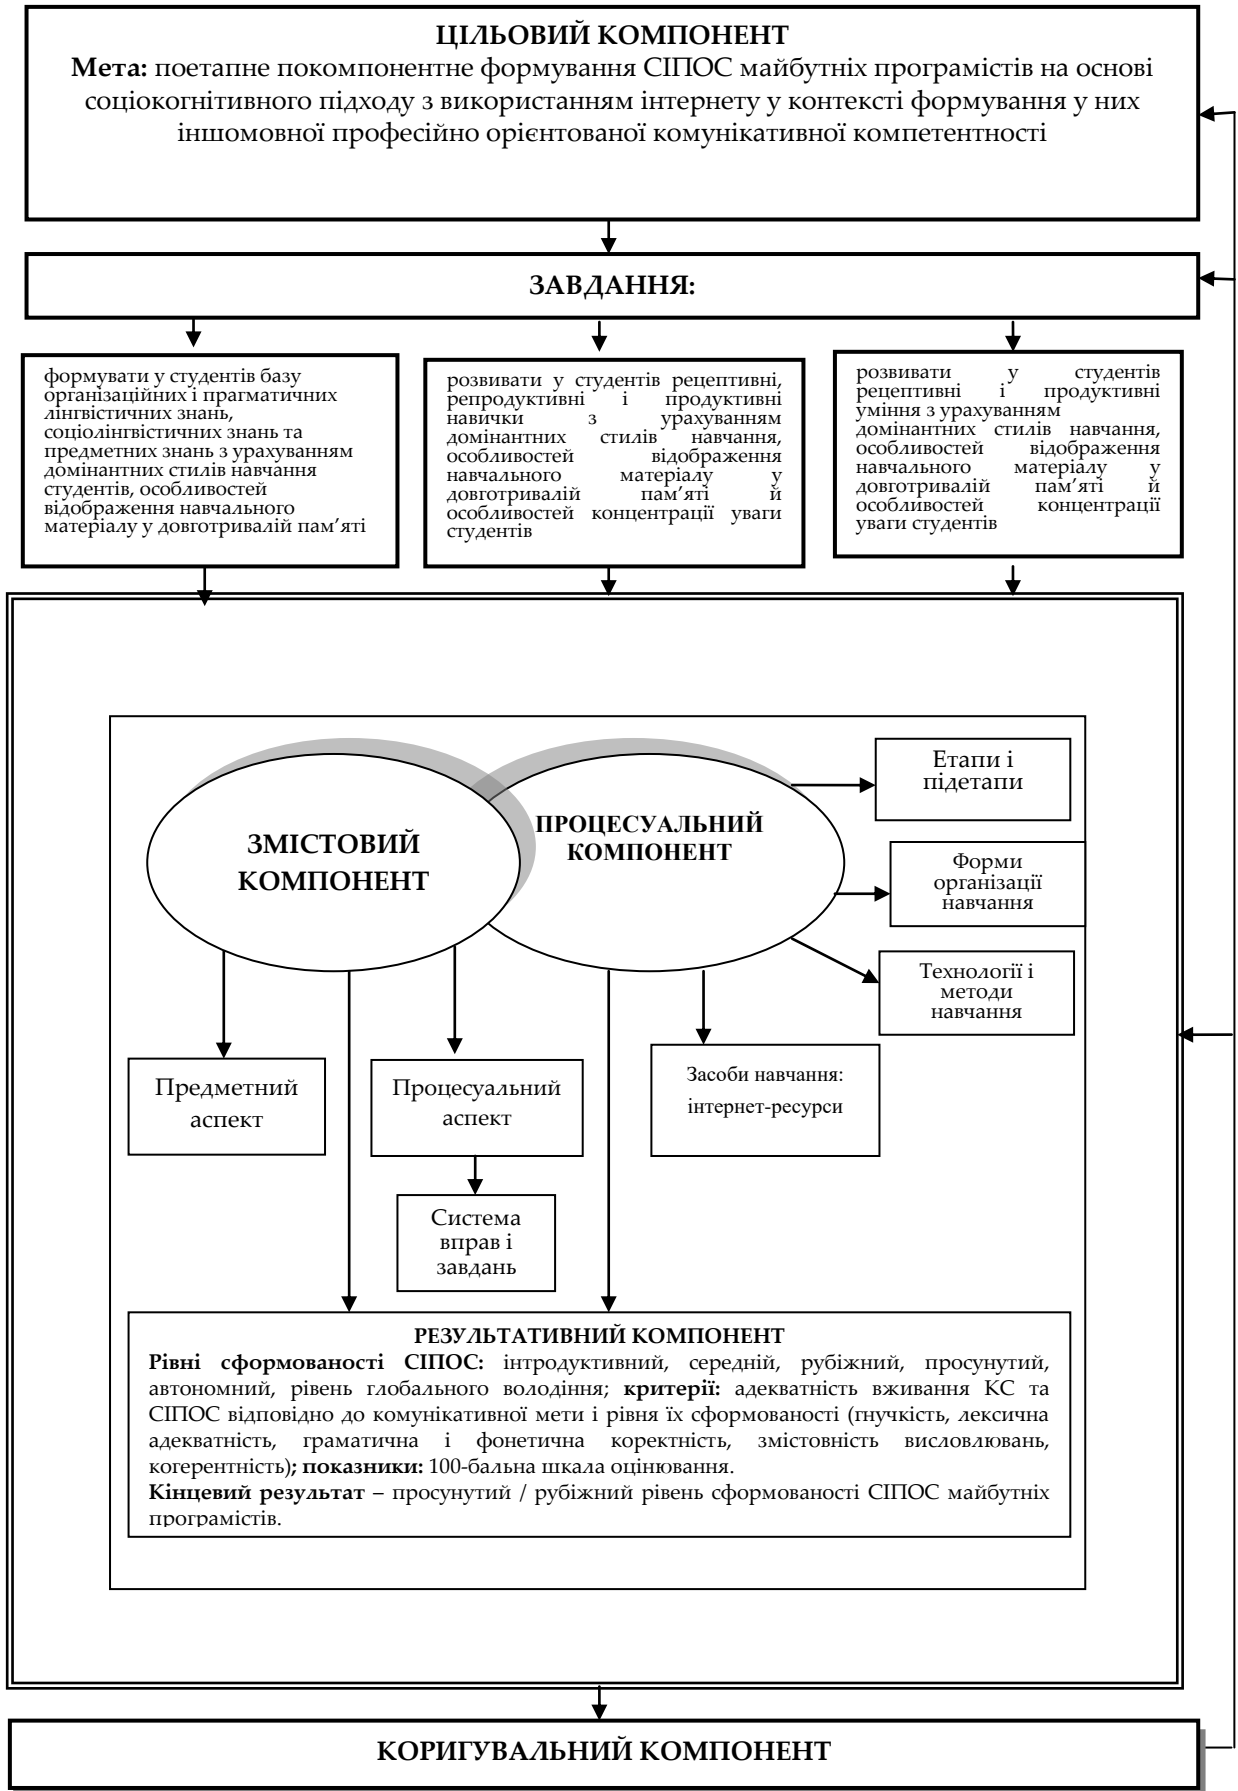 ЦІЛЬОВИЙ КОМПОНЕНТ
Мета: поетапне покомпонентне формування СІПОС майбутніх програмістів на основі
соціокогнітивного підходу з використанням інтернету у контексті формування у них
іншомовної професійно орієнтованої комунікативної компетентності
ЗАВДАННЯ:
формувати у студентів базу
організаційних і прагматичних
лінгвістичних знань,
соціолінгвістичних знань та
предметних знань з урахуванням
домінантних стилів навчання
студентів, особливостей
відображення навчального
матеріалу у довготривалій пам’яті
розвивати у студентів рецептивні,
репродуктивні і продуктивні
навички з урахуванням
домінантних стилів навчання,
особливостей відображення
навчального матеріалу у
довготривалій пам’яті й
особливостей концентрації уваги
студентів
розвивати у студентів
рецептивні і продуктивні
уміння з урахуванням
домінантних стилів навчання,
особливостей відображення
навчального матеріалу у
довготривалій пам’яті й
особливостей концентрації
уваги студентів
ЗМІСТОВИЙ
КОМПОНЕНТ
ПРОЦЕСУАЛЬНИЙ
КОМПОНЕНТ
Етапи і
підетапи
Форми
організації
навчання
Технології і
методи
навчання
Предметний
аспект
Процесуальний
аспект
Засоби навчання:
інтернет-ресурси
Система
вправ і
завдань
РЕЗУЛЬТАТИВНИЙ КОМПОНЕНТ
Рівні сформованості СІПОС: інтродуктивний, середній, рубіжний, просунутий,
автономний, рівень глобального володіння; критерії: адекватність вживання КС та
СІПОС відповідно до комунікативної мети і рівня їх сформованості (гнучкість, лексична
адекватність, граматична і фонетична коректність, змістовність висловлювань,
когерентність); показники: 100-бальна шкала оцінювання.
Кінцевий результат – просунутий / рубіжний рівень сформованості СІПОС майбутніх
програмістів.
КОРИГУВАЛЬНИЙ КОМПОНЕНТ